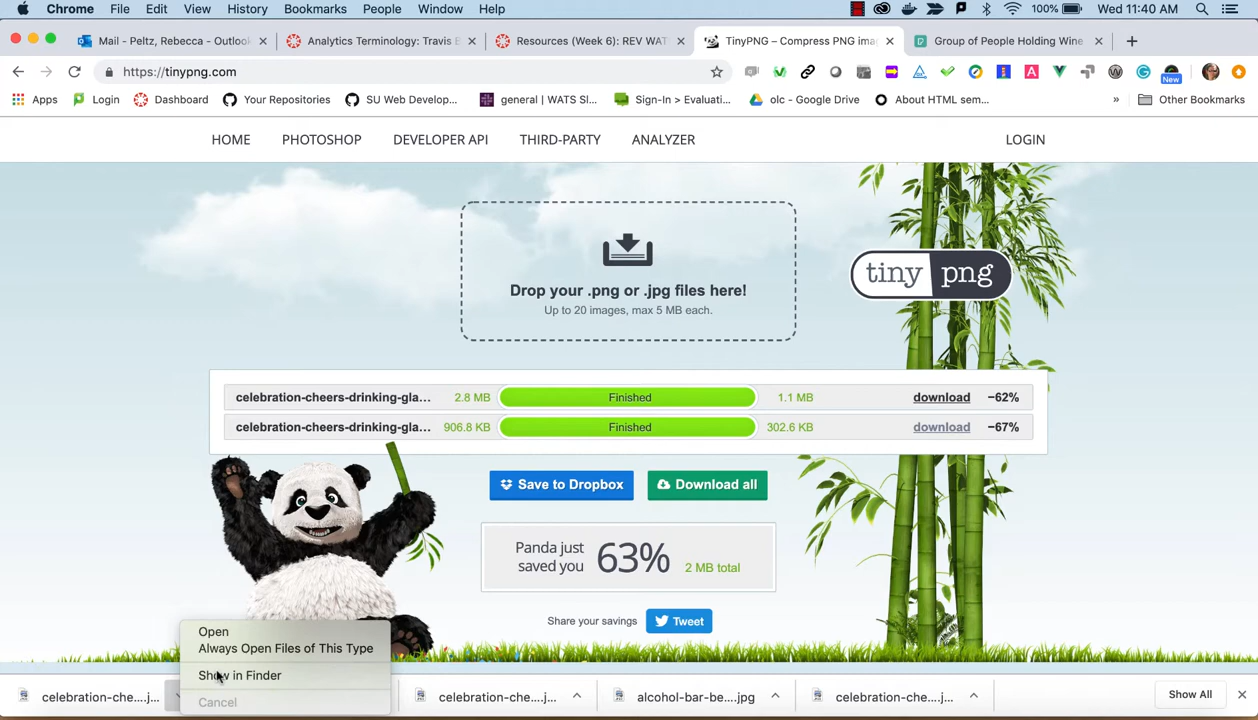 Chrome File Edit View History Bookmarks People Window Help 100% Wed 11:40 AM
Mail - Peltz, Rebecca - Outloo
Analytics Terminology: Travis B
Resources (Week 6): REV WAT
TinyPNG – Compress PNG ima
Group of People Holding Wine
https://tinypng.com
New
Apps Login Dashboard Your Repositories SU Web Develop... general | WATS Sl... Sign-In > Evaluati... olc - Google Drive About HTML sem... » Other Bookmarks
HOME PHOTOSHOP DEVELOPER API THIRD-PARTY ANALYZER LOGIN
Drop your .png or .jpg files here!
Up to 20 images, max 5 MB each.
tiny png
celebration-cheers-drinking-gla... 2.8 MB Finished 1.1 MB download −62%
celebration-cheers-drinking-gla... 906.8 KB Finished 302.6 KB download −67%
Save to Dropbox Download all
Panda just
saved you
63%
2 MB total
Share your savings Tweet
Open
Always Open Files of This Type
Show in Finder
Cancel
celebration-che....j... celebration-che....j... alcohol-bar-be....jpg celebration-che....j... Show All